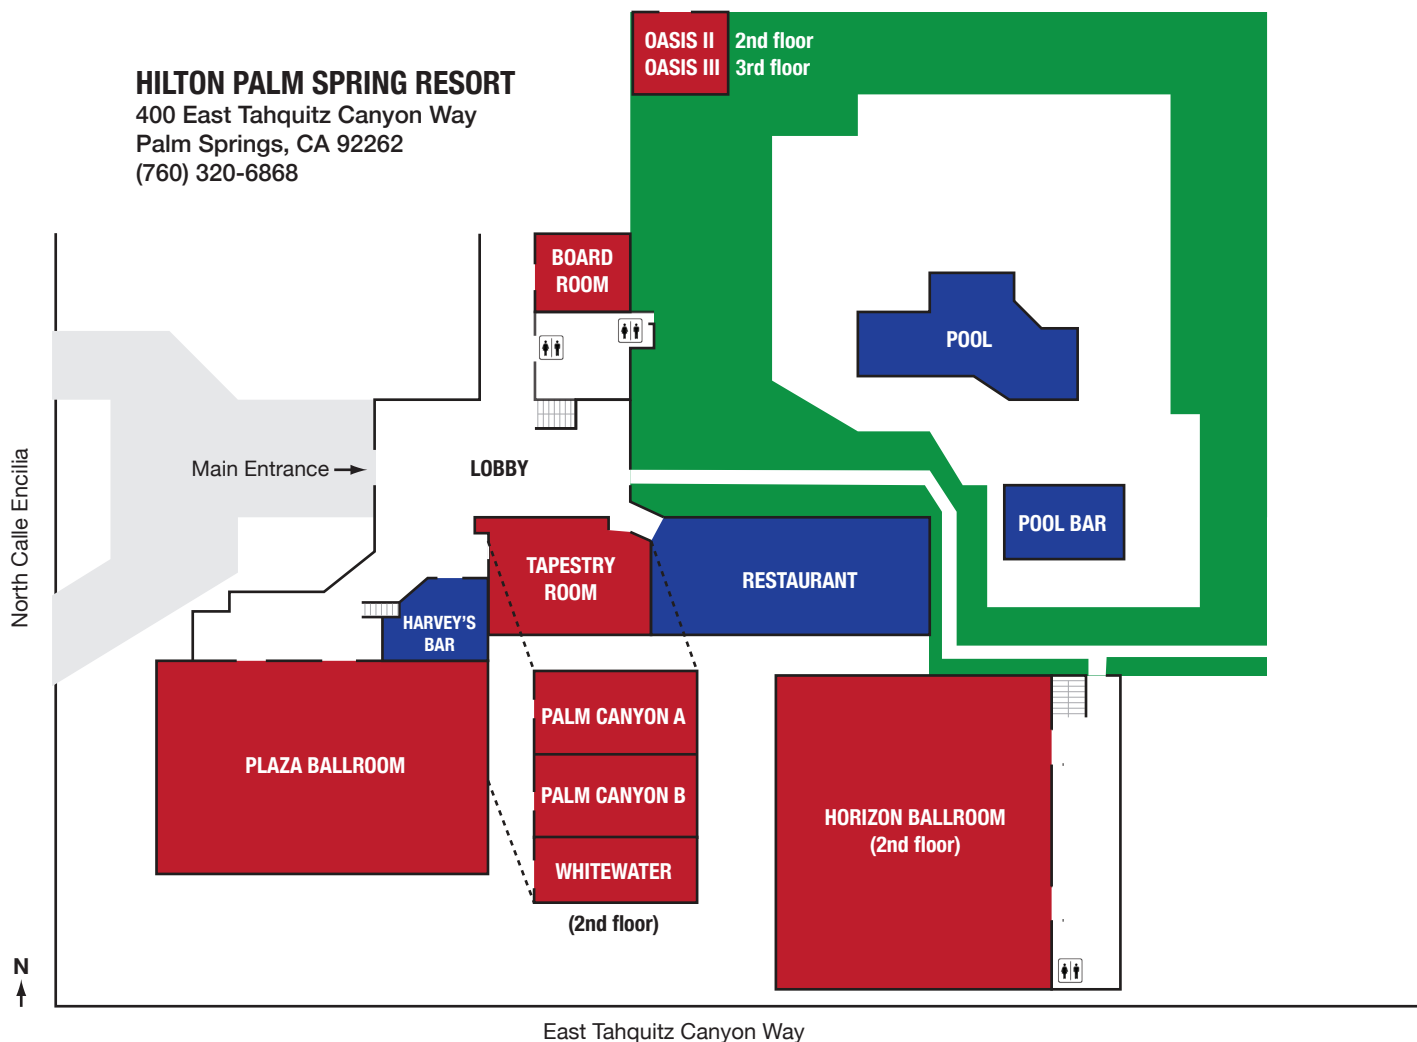 HILTON PALM SPRING RESORT
400 East Tahquitz Canyon Way
Palm Springs, CA 92262
(760) 320-6868
OASIS II 2nd floor
OASIS III 3rd floor
BOARD
ROOM
POOL
Main Entrance
LOBBY
POOL BAR
TAPESTRY
ROOM
RESTAURANT
HARVEY'S
BAR
North Calle Encilia
PLAZA BALLROOM
PALM CANYON A
PALM CANYON B
WHITEWATER
(2nd floor)
HORIZON BALLROOM
(2nd floor)
N
East Tahquitz Canyon Way